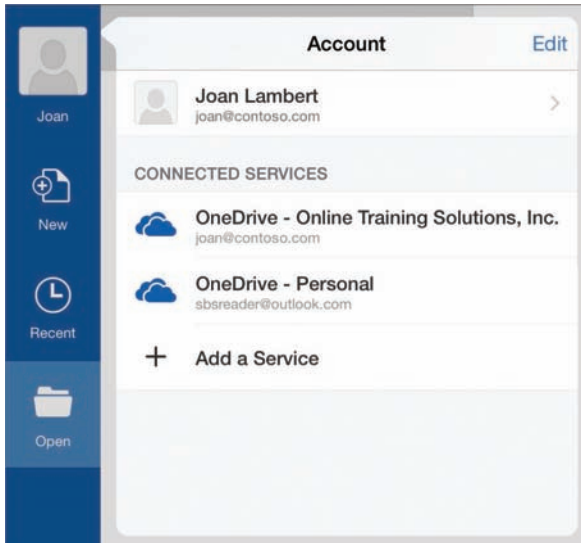 Account
Edit
Joan
Joan Lambert
joan@contoso.com
CONNECTED SERVICES
New
OneDrive - Online Training Solutions, Inc.
joan@contoso.com
OneDrive - Personal
sbsreader@outlook.com
Recent
Add a Service
Open